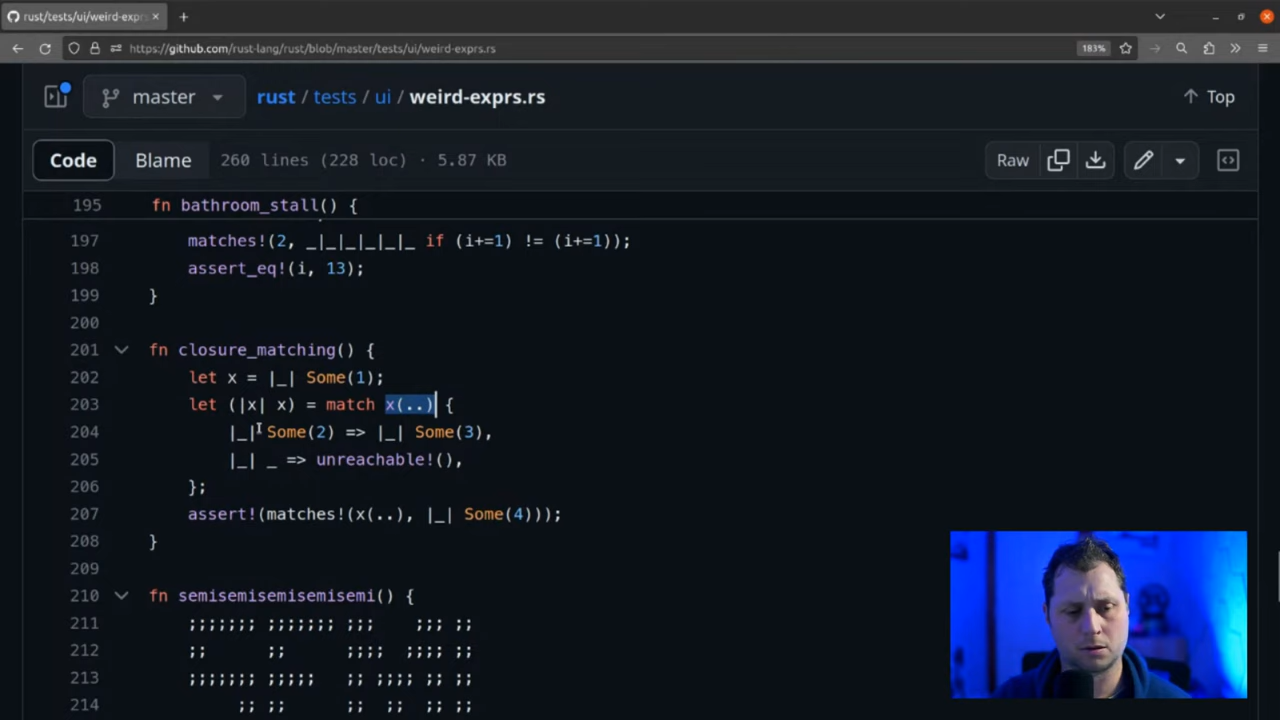 rust/tests/ui/weird-exprs
https://github.com/rust-lang/rust/blob/master/tests/ui/weird-exprs.rs
183%
master
rust / tests / ui / weird-exprs.rs
Top
Code
Blame
260 lines (228 loc) · 5.87 KB
Raw
195 fn bathroom_stall() {
197 matches!(2, _|_|_|_|_|_ if (i+=1) != (i+=1));
198 assert_eq!(i, 13);
199 }
200
201 fn closure_matching() {
202 let x = |_| Some(1);
203 let (|x| x) = match x(..) {
204 |_| Some(2) => |_| Some(3),
205 |_| _ => unreachable!(),
206 };
207 assert!(matches!(x(..), |_| Some(4)));
208 }
209
210 fn semisemisemisemisemi() {
211 ;;;;;;; ;;;;;;; ;;;    ;;; ;;
212 ;;      ;;      ;;;;  ;;;; ;;
213 ;;;;;;; ;;;;;   ;; ;;;; ;; ;;
214 ;; ;;      ;;  ;; ;; ;;